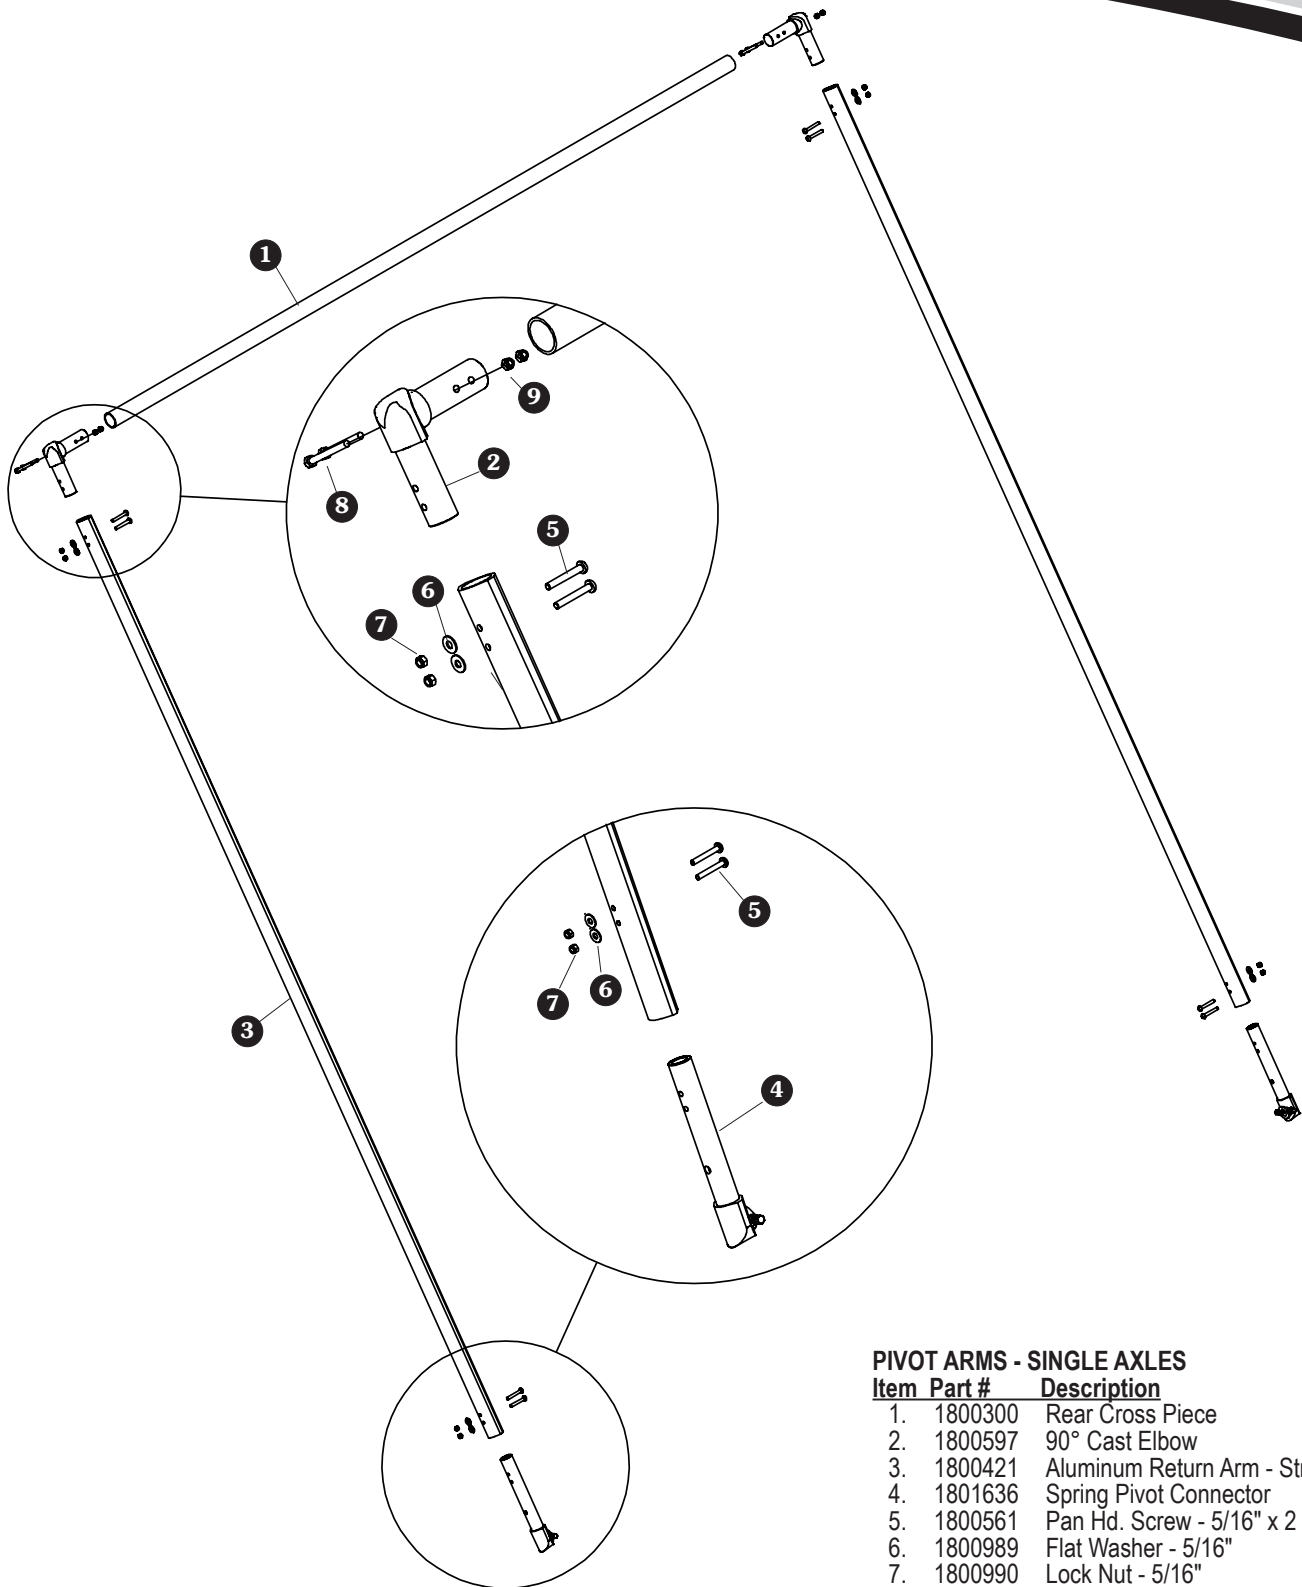 1
9
2
8
5
6
7
5
7
6
3
4
PIVOT ARMS - SINGLE AXLES
Item Part # Description
1. 1800300 Rear Cross Piece
2. 1800597 90° Cast Elbow
3. 1800421 Aluminum Return Arm -
4. 1801636 Spring Pivot Connector
5. 1800561 Pan Hd. Screw - 5/16" x 2
6. 1800989 Flat Washer - 5/16"
7. 1800990 Lock Nut - 5/16"